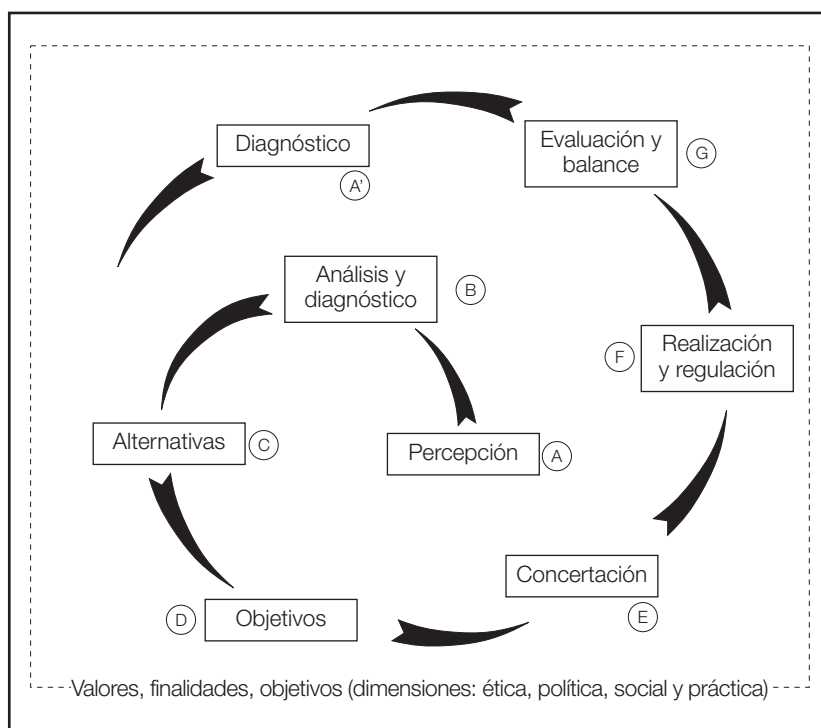 Diagnóstico
A'
Evaluación y
balance
G
Análisis y
diagnóstico
B
Realización
y regulación
F
Alternativas
C
Percepción
A
Concertación
E
Objetivos
D
Valores, finalidades, objetivos (dimensiones: ética, política, social y práctica)